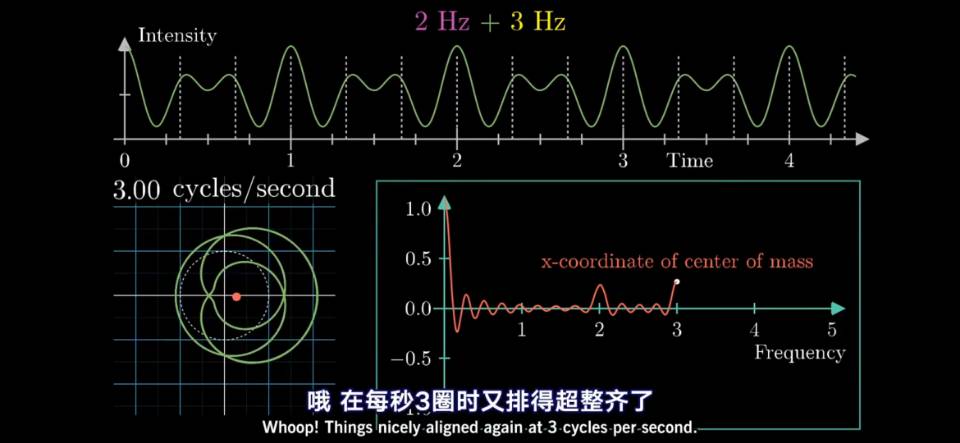 2 Hz + 3 Hz
Intensity
0
1
2
3
Time
4
3.00 cycles/second
1.0
0.5
0.0
−0.5
x-coordinate of center of mass
1
2
3
4
5
Frequency
哦 在每秒3圈时又排得超整齐了
Whoop! Things nicely aligned again at 3 cycles per second.